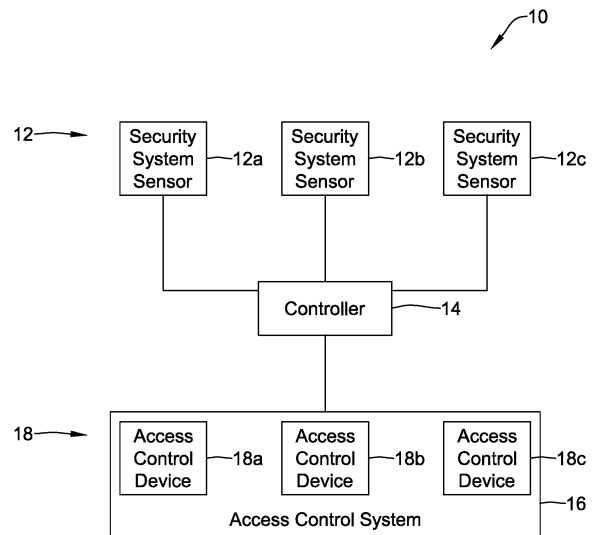 10
12
Security
System
Sensor
12a
Security
System
Sensor
12b
Security
System
Sensor
12c
Controller
14
18
Access
Control
Device
18a
Access
Control
Device
18b
Access
Control
Device
18c
16
Access Control System